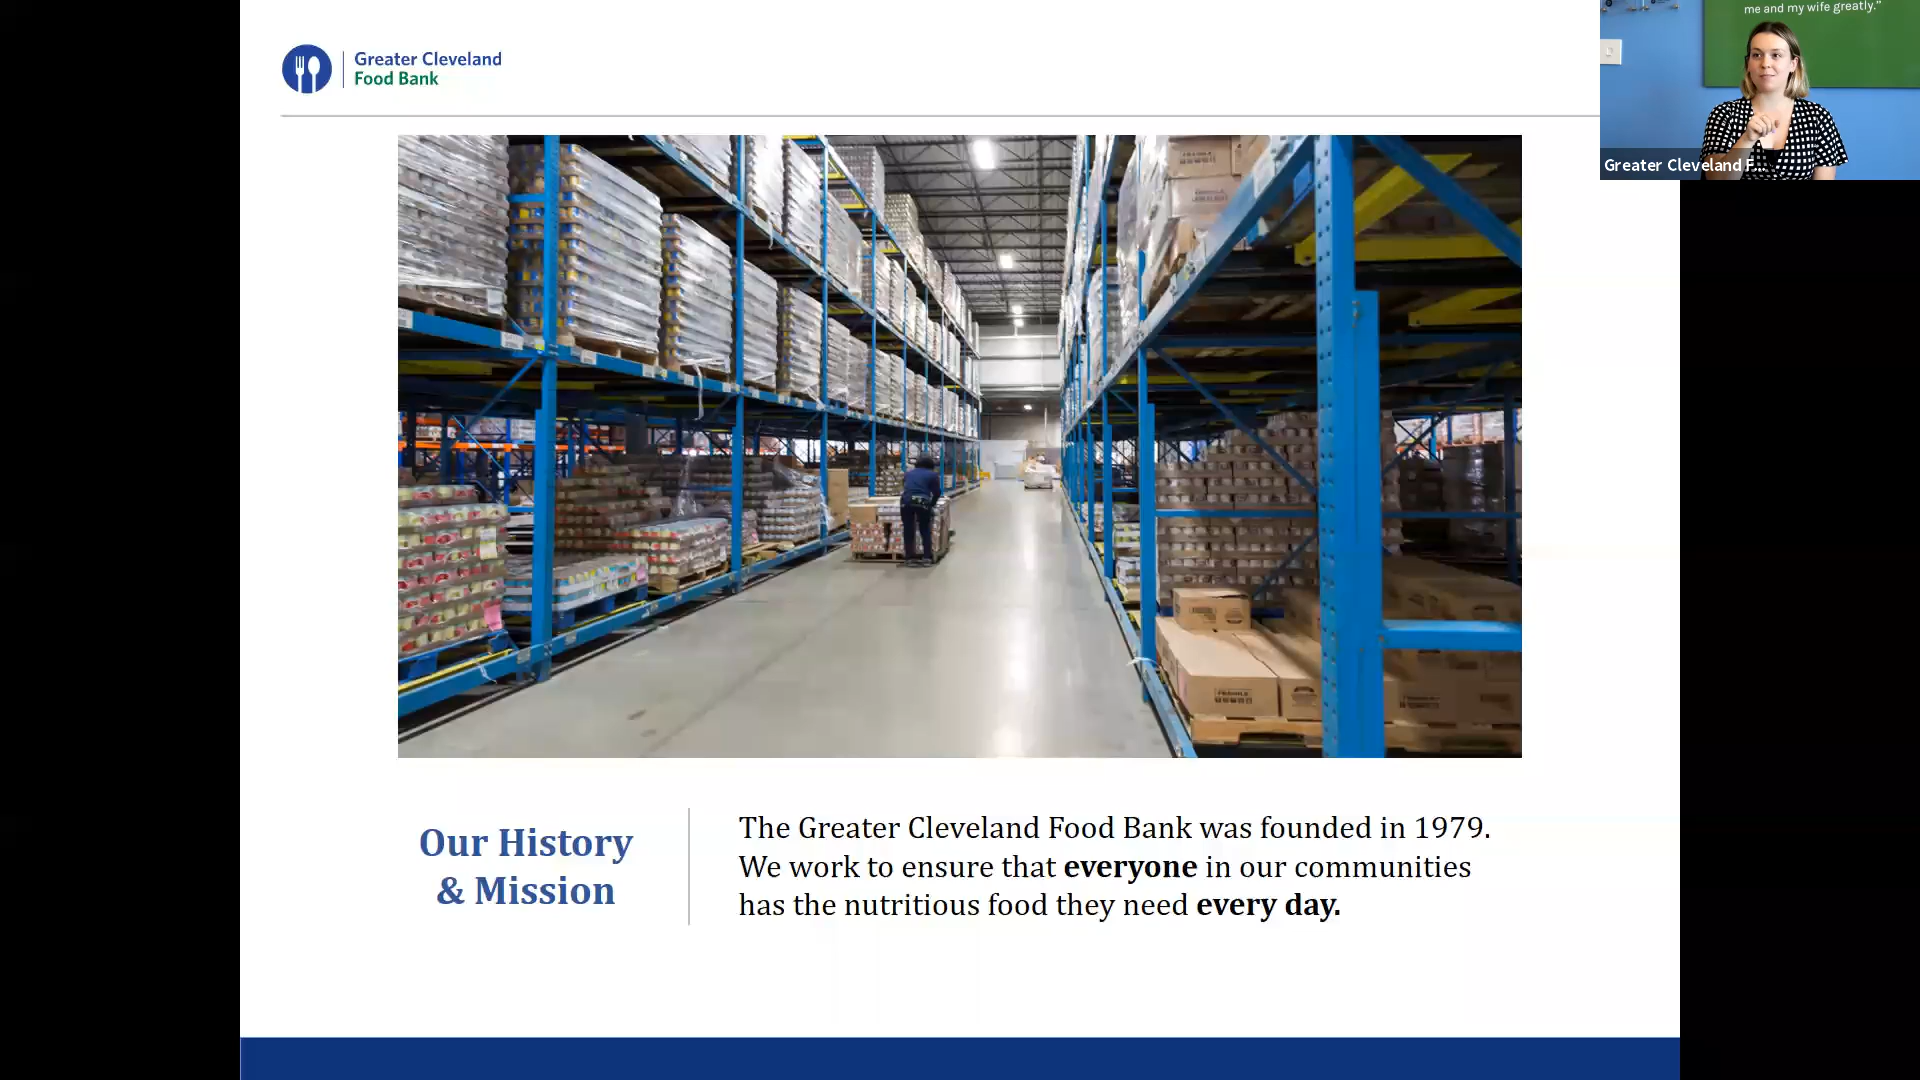 Greater Cleveland
Food Bank
me and my wife greatly.”
Greater Cleveland F...
FRAGILE
Our History
& Mission
The Greater Cleveland Food Bank was founded in 1979.
We work to ensure that everyone in our communities
has the nutritious food they need every day.